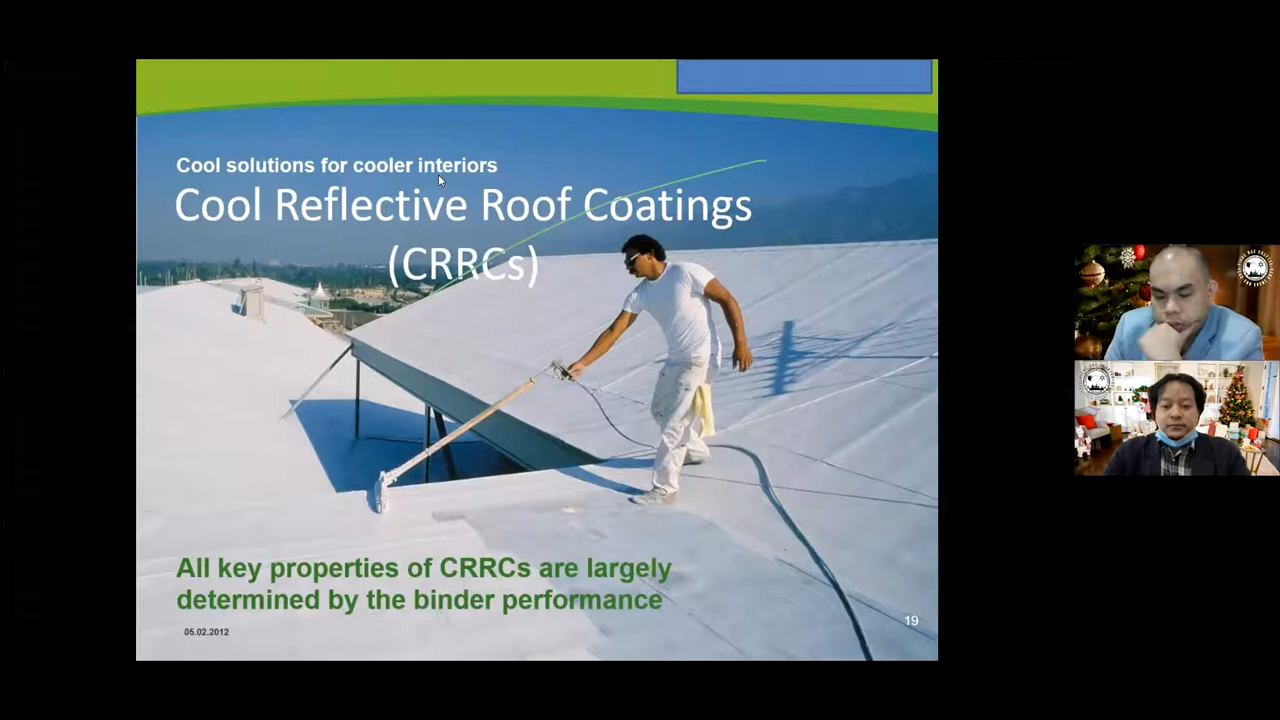 Cool solutions for cooler interiors
Cool Reflective Roof Coatings
(CRRCs)
All key properties of CRRCs are largely
determined by the binder performance
05.02.2012
19